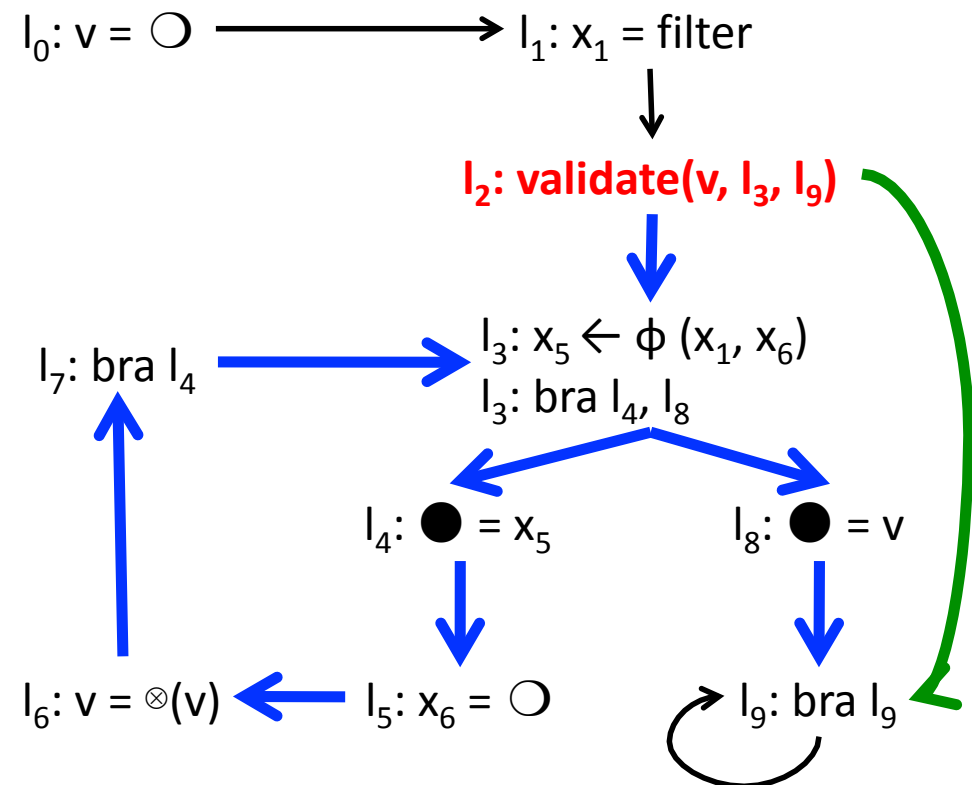 l₀: v = ❍
l₁: x₁ = filter
l₂: validate(v, l₃, l₉)
l₃: x₅ ← ϕ (x₁, x₆)
l₃: bra l₄, l₈
l₇: bra l₄
l₄: ● = x₅
l₈: ● = v
l₆: v = ⊗(v)
l₅: x₆ = ❍
l₉: bra l₉